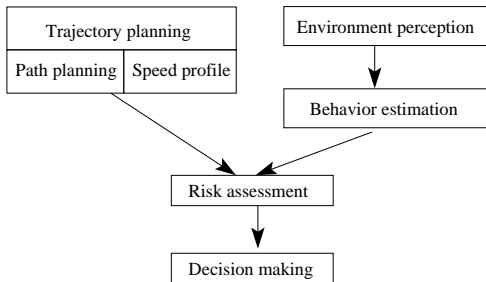 Trajectory planning
Path planning
Speed profile
Environment perception
Behavior estimation
Risk assessment
Decision making